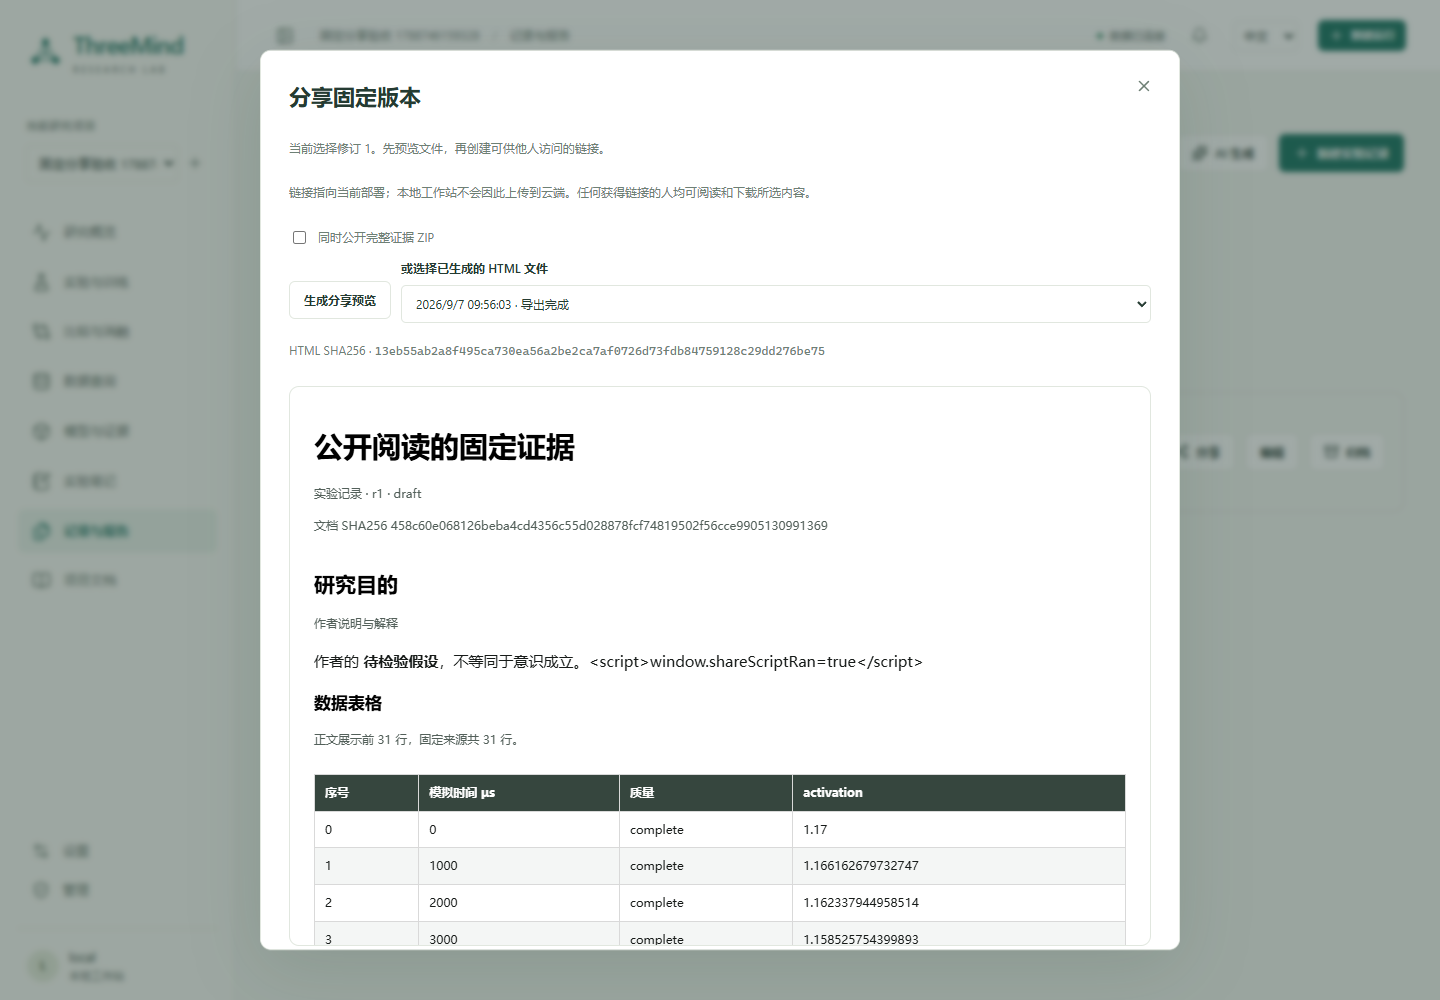 ThreeMind
RESEARCH LAB
分享固定版本
当前选择修订 1。先预览文件，再创建可供他人访问的链接。
链接指向当前部署；本地工作站不会因此上传到云端。任何获得链接的人均可阅读和下载所选内容。
同时公开完整证据 ZIP
或选择已生成的 HTML 文件
生成分享预览
2026/9/7 09:56:03 · 导出完成
HTML SHA256 · 13eb55ab2a8f495ca730ea56a2be2ca7af0726d73fdb84759128c29dd276be75
公开阅读的固定证据
实验记录 · r1 · draft
文档 SHA256 458c60e068126beba4cd4356c55d028878fcf74819502f56cce9905130991369
研究目的
作者说明与解释
作者的 待检验假设，不等同于意识成立。<script>window.shareScriptRan=true</script>
数据表格
正文展示前 31 行，固定来源共 31 行。
序号 模拟时间 μs 质量 activation
0 0 complete 1.17
1 1000 complete 1.166162679732747
2 2000 complete 1.162337944958514
3 3000 complete 1.158525754399893